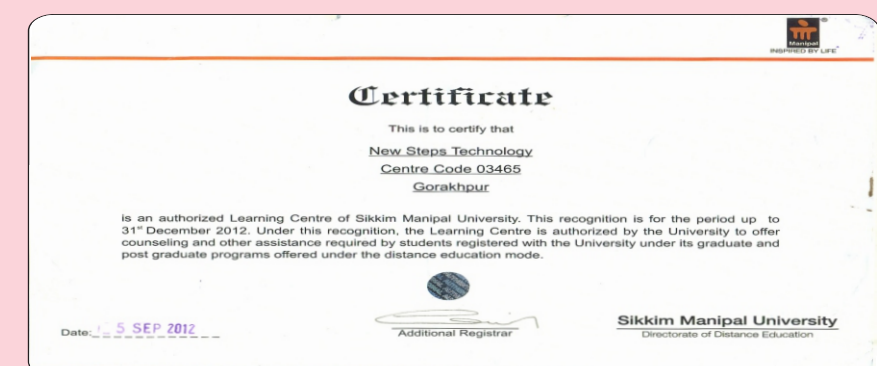 Manipal
INSPIRED BY LIFE
Certificate
This is to certify that
New Steps Technology
Centre Code 03465
Gorakhpur
is an authorized Learning Centre of Sikkim Manipal University. This recognition is for the period up to
31st December 2012. Under this recognition, the Learning Centre is authorized by the University to offer
counseling and other assistance required by students registered with the University under its graduate and
post graduate programs offered under the distance education mode.
Date: 5 SEP 2012
Additional Registrar
Sikkim Manipal University
Directorate of Distance Education